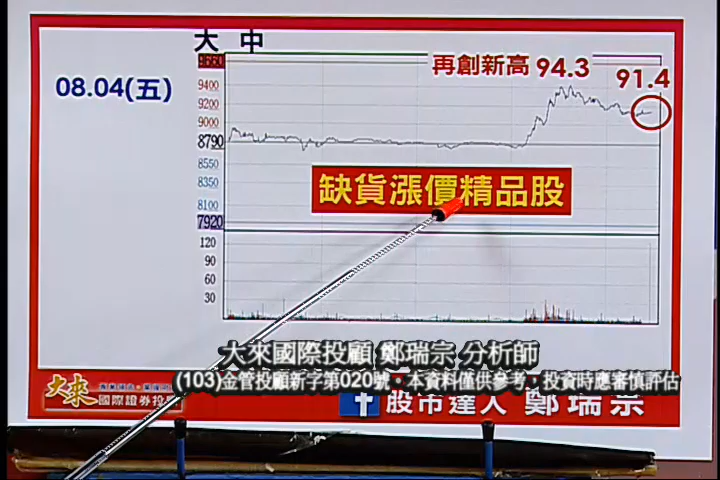 大 中
08.04(五)
再創新高 94.3
91.4
9660
9400
9200
9000
8790
8550
8350
8100
7920
120
90
60
30
缺貨漲價精品股
大來國際投顧 鄭瑞宗 分析師
(103)金管投顧新字第020號，本資料僅供參考，投資時應審慎評估
大來
國際證券投
股市達人 鄭瑞宗